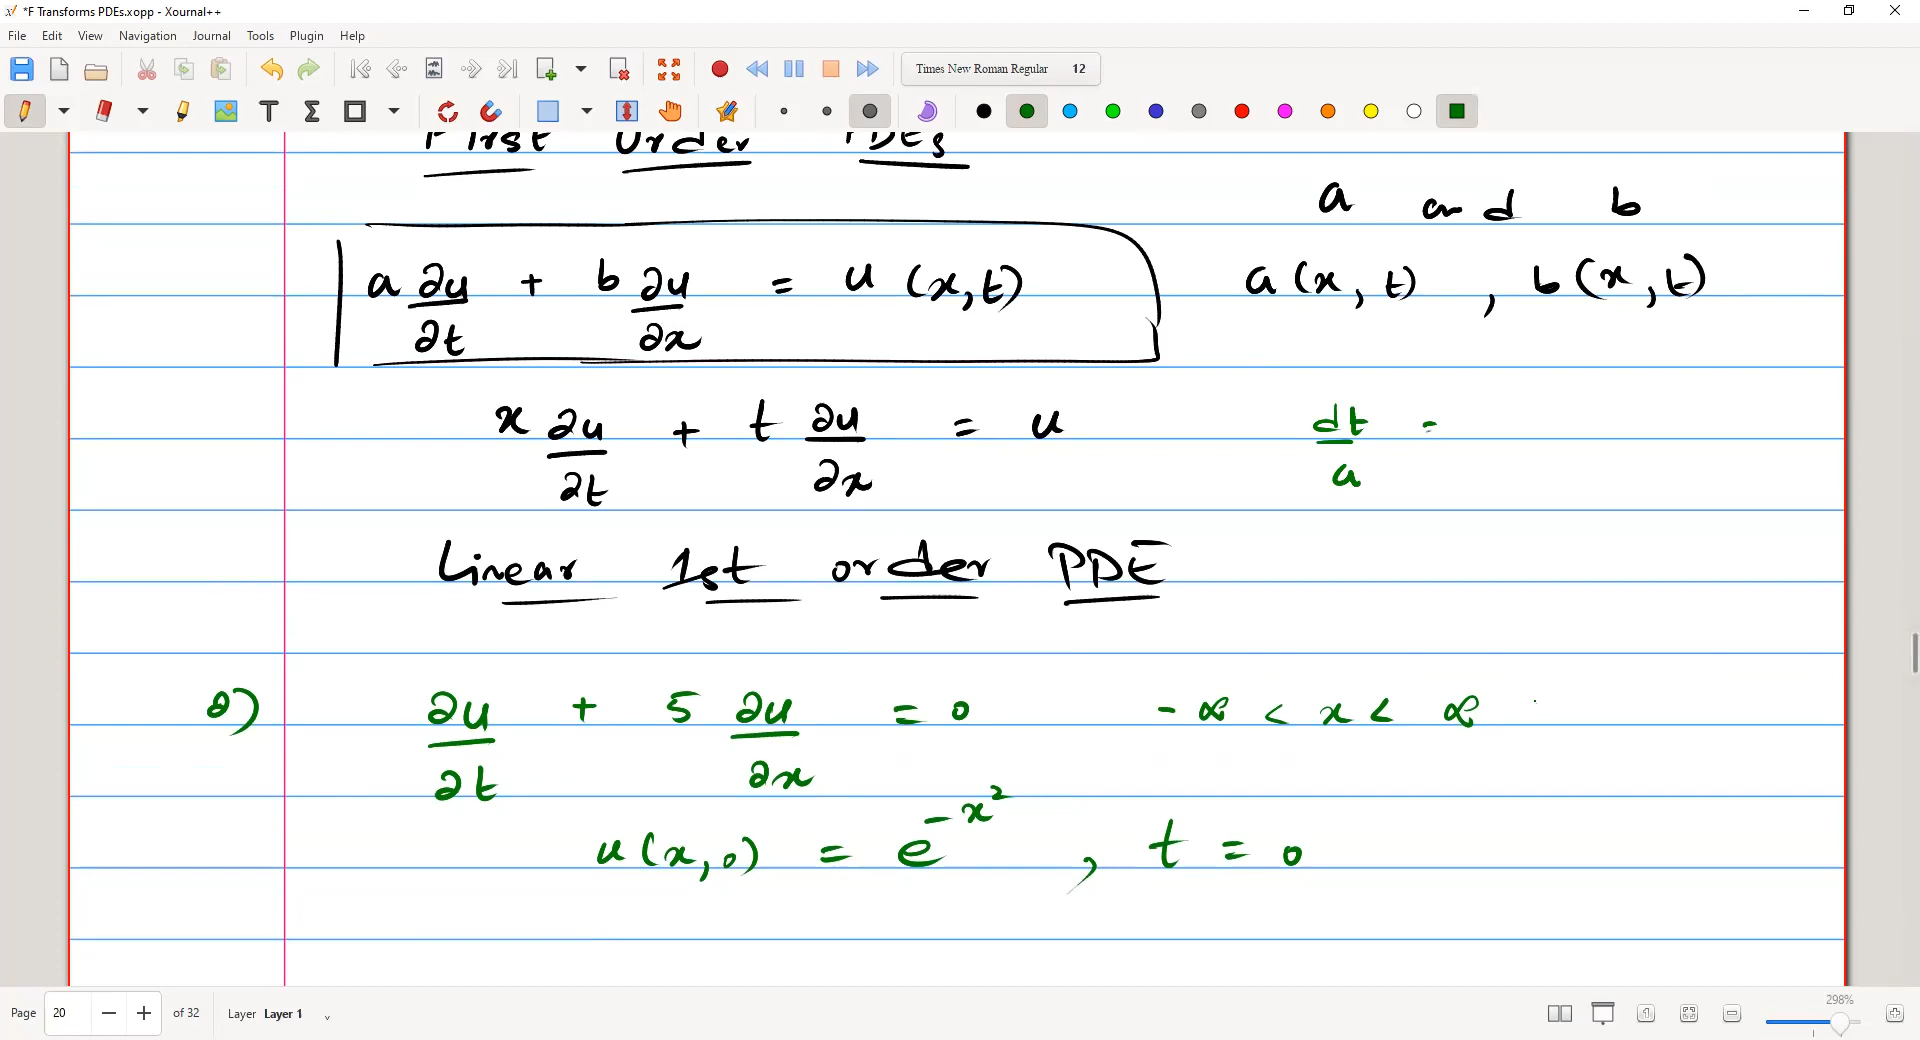 *F Transforms PDEs.xopp - Xournal++
File Edit View Navigation Journal Tools Plugin Help
Times New Roman Regular 12
First Order PDEs
a and b
a ∂u/∂t + b ∂u/∂x = u (x,t)
a(x, t) , b(x, t)
x ∂u/∂t + t ∂u/∂x = u
dt/a =
Linear 1st order PDE
∂u/∂t + 5 ∂u/∂x = 0 -∞ < x < ∞
u(x,0) = e^{-x²} , t = 0
Page 20 of 32 Layer Layer 1
298%